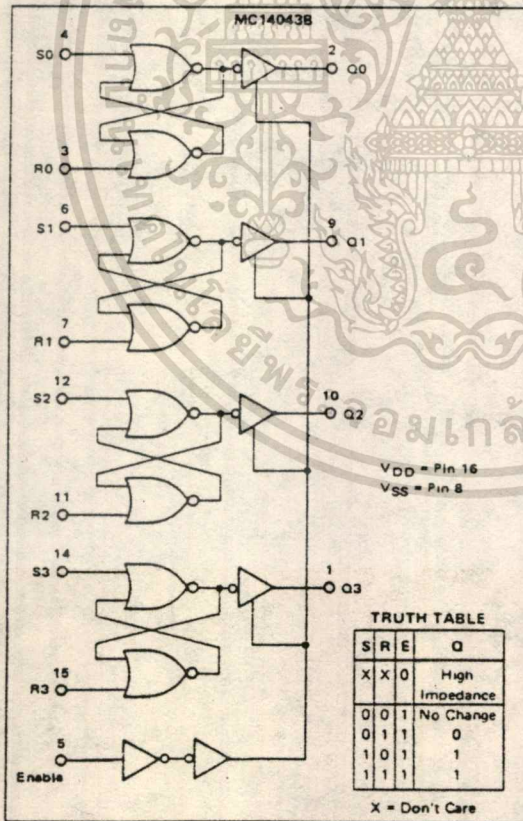 MC14043B
4
S0
2
Q0
3
R0
6
S1
9
Q1
7
R1
12
S2
10
Q2
11
R2
14
S3
1
Q3
15
R3
5
Enable
VDD = Pin 16
VSS = Pin 8
TRUTH TABLE
S R E Q
X X 0 High Impedance
0 0 1 No Change
0 1 1 0
1 0 1 1
1 1 1 1
X = Don't Care